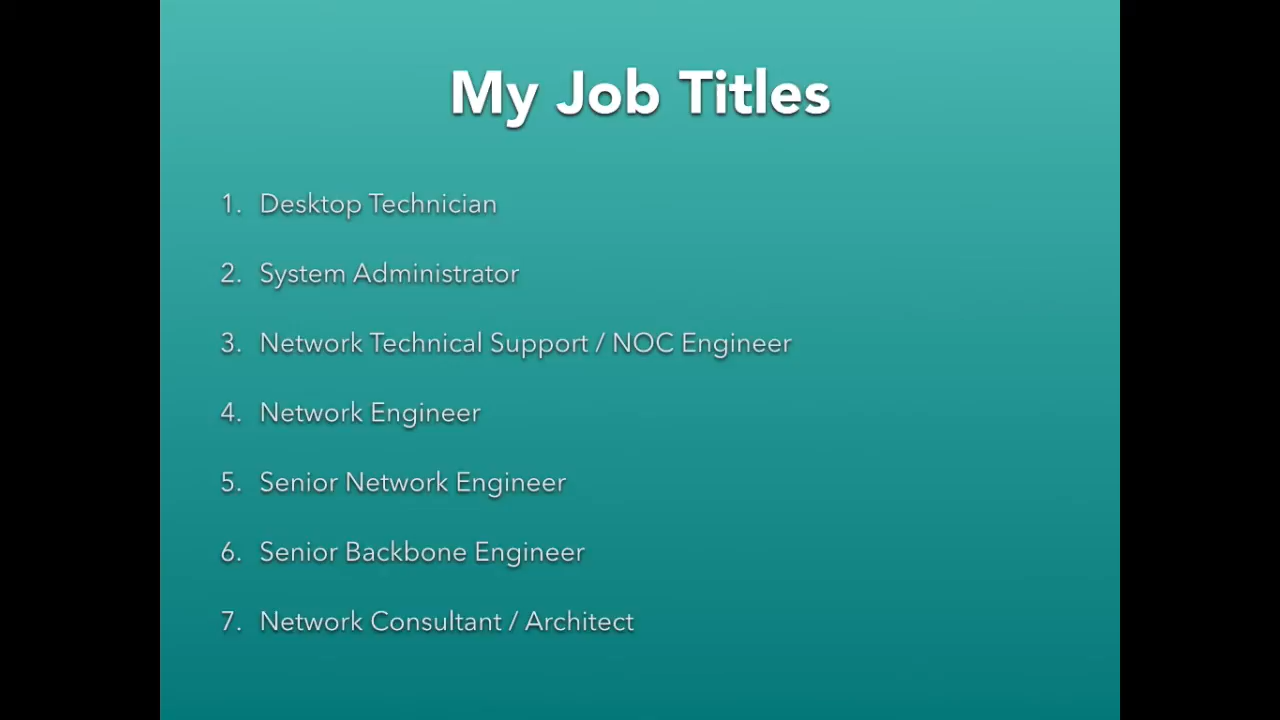 My Job Titles
1. Desktop Technician
2. System Administrator
3. Network Technical Support / NOC Engineer
4. Network Engineer
5. Senior Network Engineer
6. Senior Backbone Engineer
7. Network Consultant / Architect